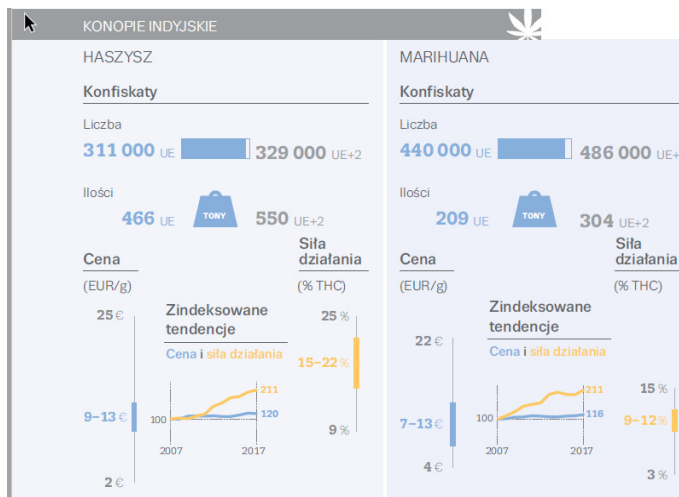 KONOPIE INDYJSKIE
HASZYSZ
Konfiskaty
Liczba
311 000 UE 329 000 UE+2
Ilości
466 UE TONY 550 UE+2
Cena
(EUR/g)
25 €
9–13 €
2 €
Zindeksowane
tendencje
Cena i siła działania
211
120
100
2007 2017
Siła
działania
(% THC)
25 %
15–22 %
9 %
MARIHUANA
Konfiskaty
Liczba
440 000 UE 486 000 UE+
Ilości
209 UE TONY 304 UE+2
Cena
(EUR/g)
22 €
7–13 €
4 €
Zindeksowane
tendencje
Cena i siła działania
211
116
100
2007 2017
Siła
działania
(% THC)
15 %
9–12 %
3 %